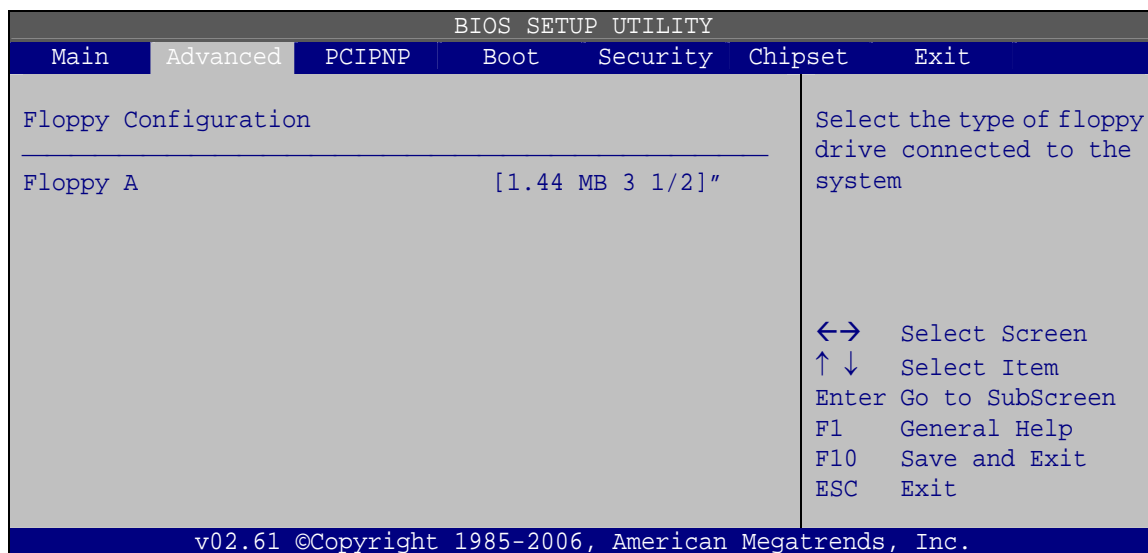 BIOS SETUP UTILITY
Main Advanced PCIPNP Boot Security Chipset Exit
Floppy Configuration
Floppy A [1.44 MB 3 1/2]″
Select the type of floppy
drive connected to the
system
←→ Select Screen
↑ ↓ Select Item
Enter Go to SubScreen
F1 General Help
F10 Save and Exit
ESC Exit
v02.61 ©Copyright 1985-2006, American Megatrends, Inc.